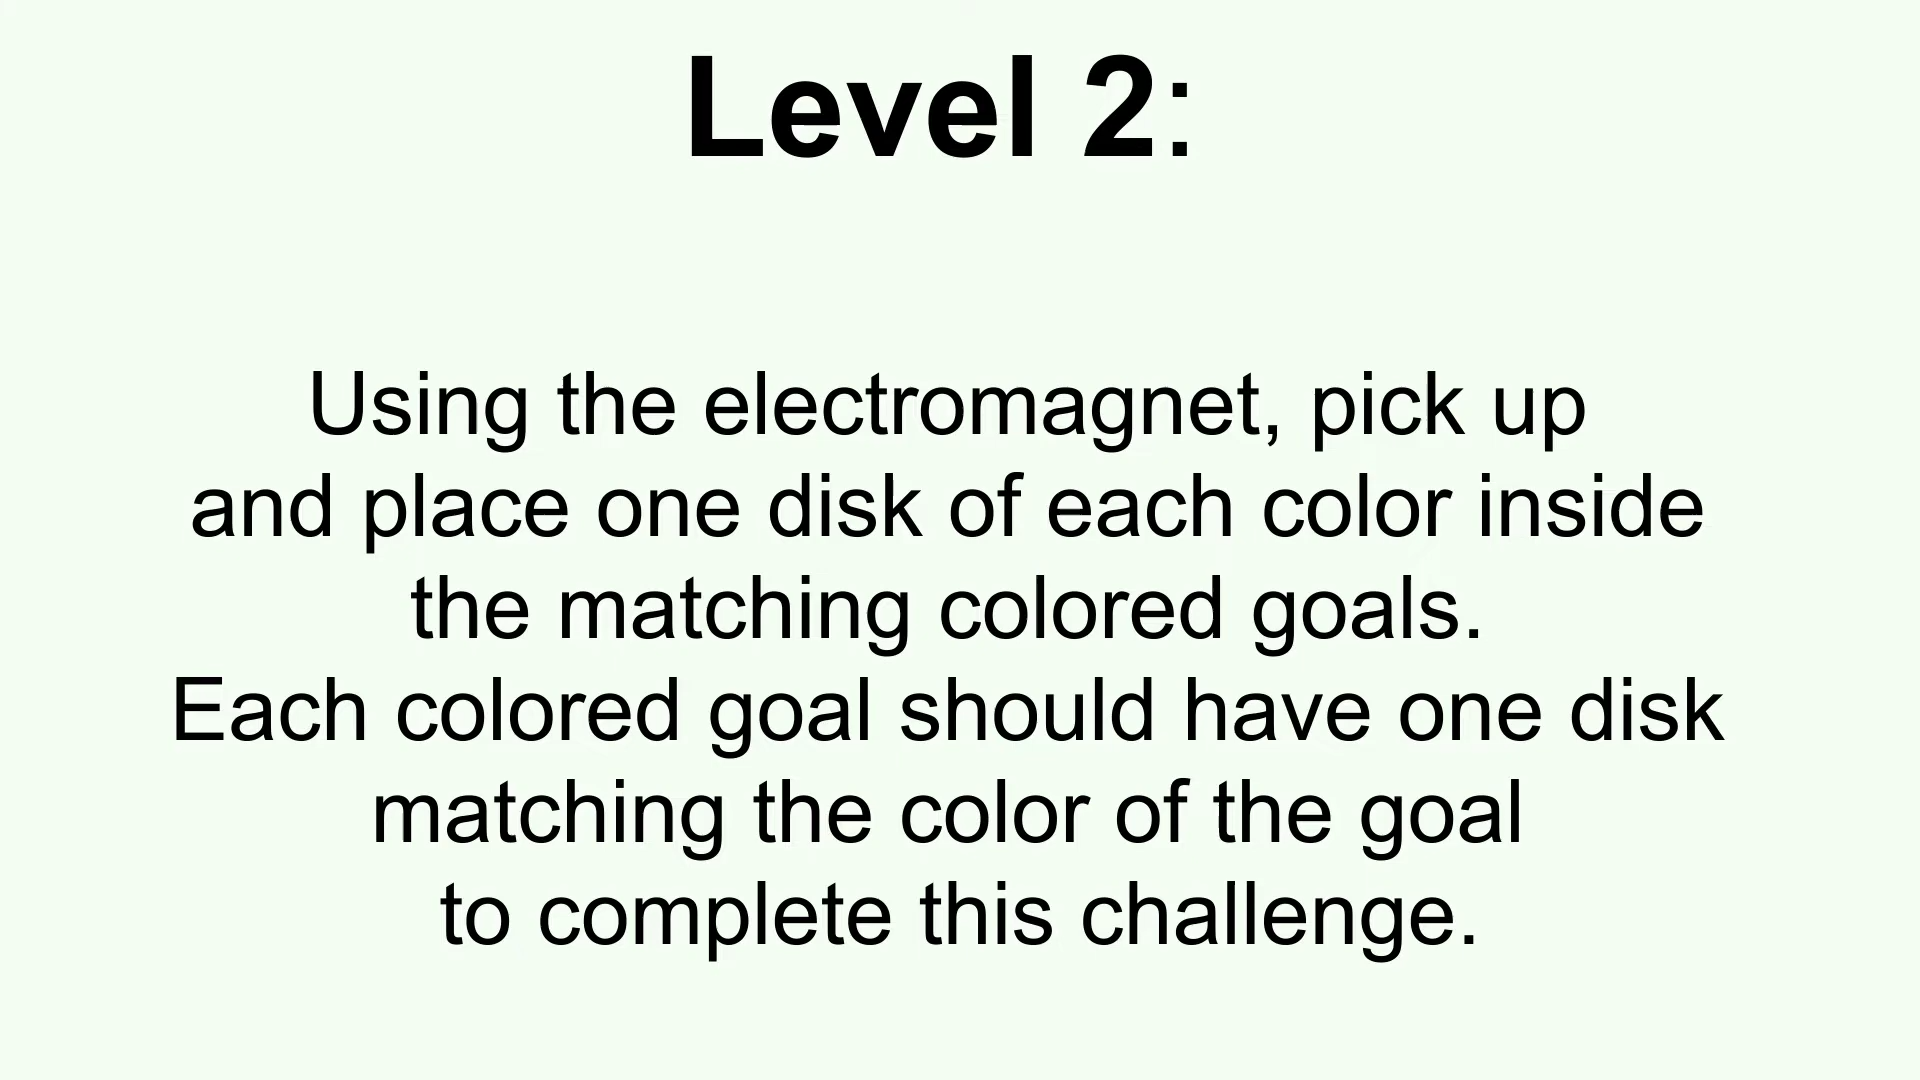 Level 2:
Using the electromagnet, pick up
and place one disk of each color inside
the matching colored goals.
Each colored goal should have one disk
matching the color of the goal
to complete this challenge.